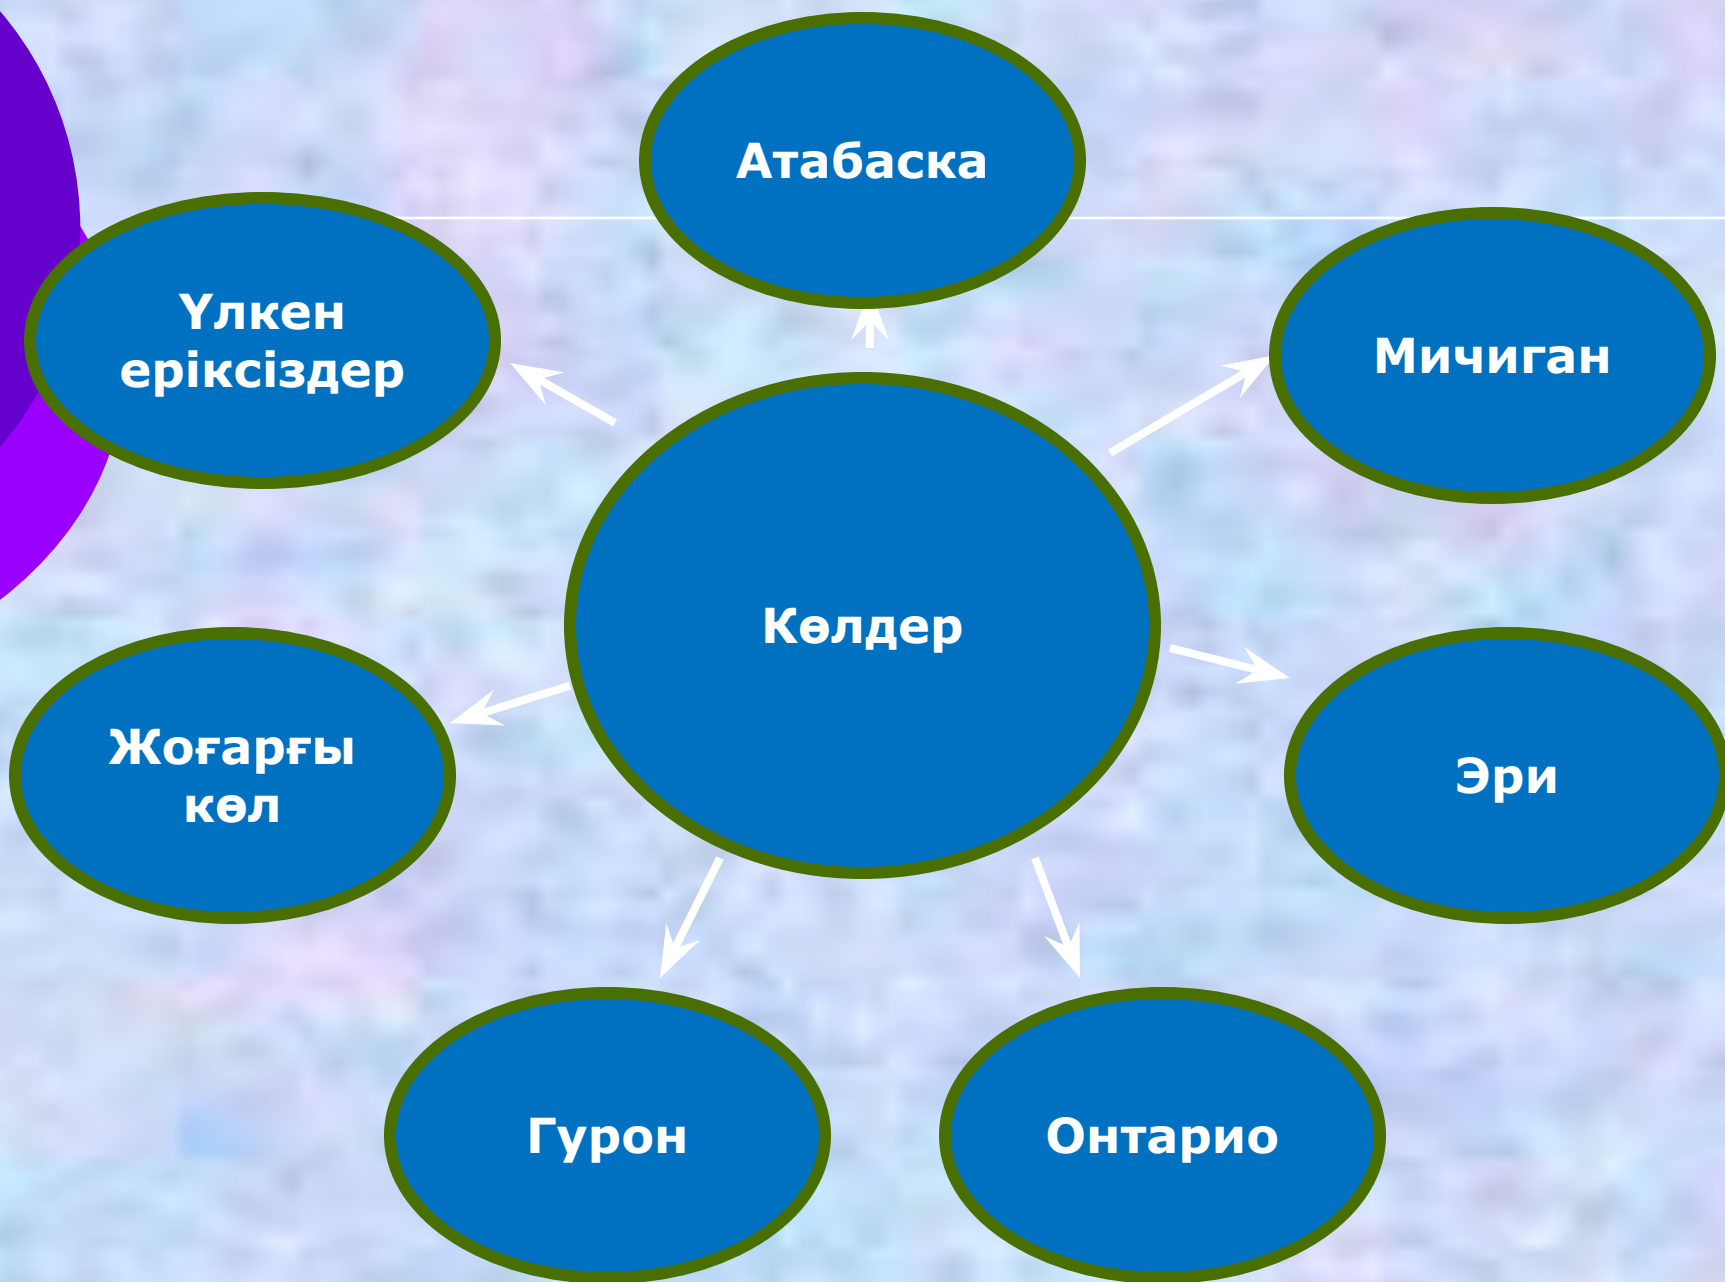 Атабаска
Үлкен
еріксіздер
Мичиган
Көлдер
Жоғарғы
көл
Эри
Гурон
Онтарио